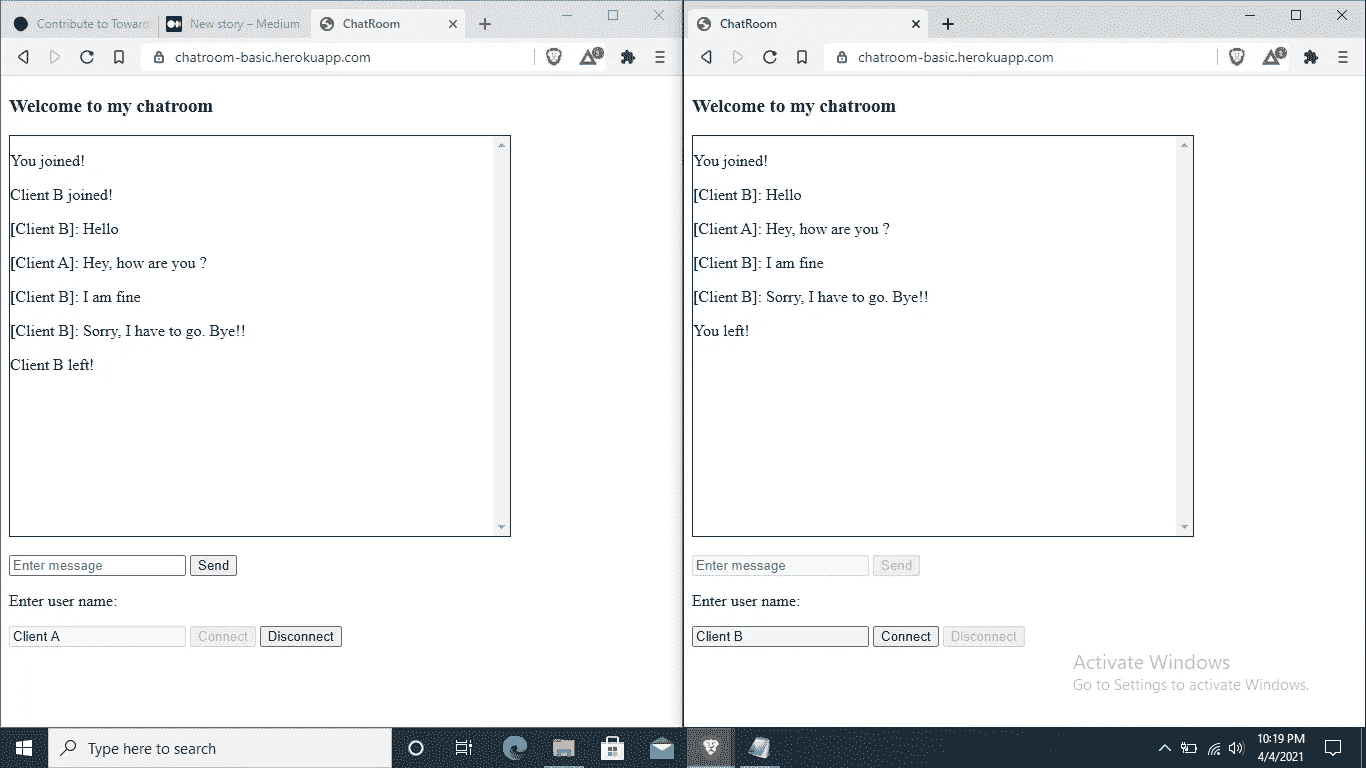 Contribute to Towar
New story – Medium
ChatRoom
chatroom-basic.herokuapp.com
Welcome to my chatroom
You joined!
Client B joined!
[Client B]: Hello
[Client A]: Hey, how are you ?
[Client B]: I am fine
[Client B]: Sorry, I have to go. Bye!!
Client B left!
Enter message
Send
Enter user name:
Client A
Connect
Disconnect
ChatRoom
chatroom-basic.herokuapp.com
Welcome to my chatroom
You joined!
[Client B]: Hello
[Client A]: Hey, how are you ?
[Client B]: I am fine
[Client B]: Sorry, I have to go. Bye!!
You left!
Enter message
Send
Enter user name:
Client B
Connect
Disconnect
Activate Windows
Go to Settings to activate Windows.
Type here to search
10:19 PM
4/4/2021